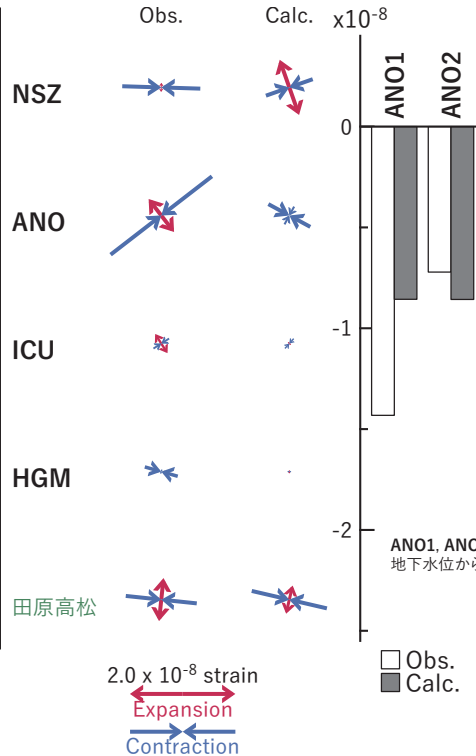 Obs. Calc. x10-8
NSZ
ANO1 ANO2
0
ANO
-1
ICU
HGM
-2
ANO1, ANO
地下水位から
田原高松
2.0 x 10-8 strain
Obs.
Calc.
Expansion
Contraction